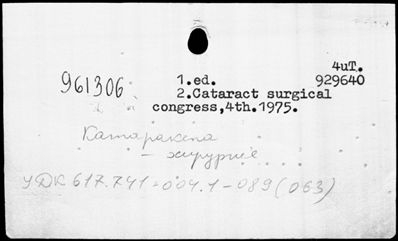 4чТ.
961306 1.ed. 929640
2.Cataract surgical
congress,4th.1975.
Катаракта
– хирургия
УДК 617.741-004.1-089(063)